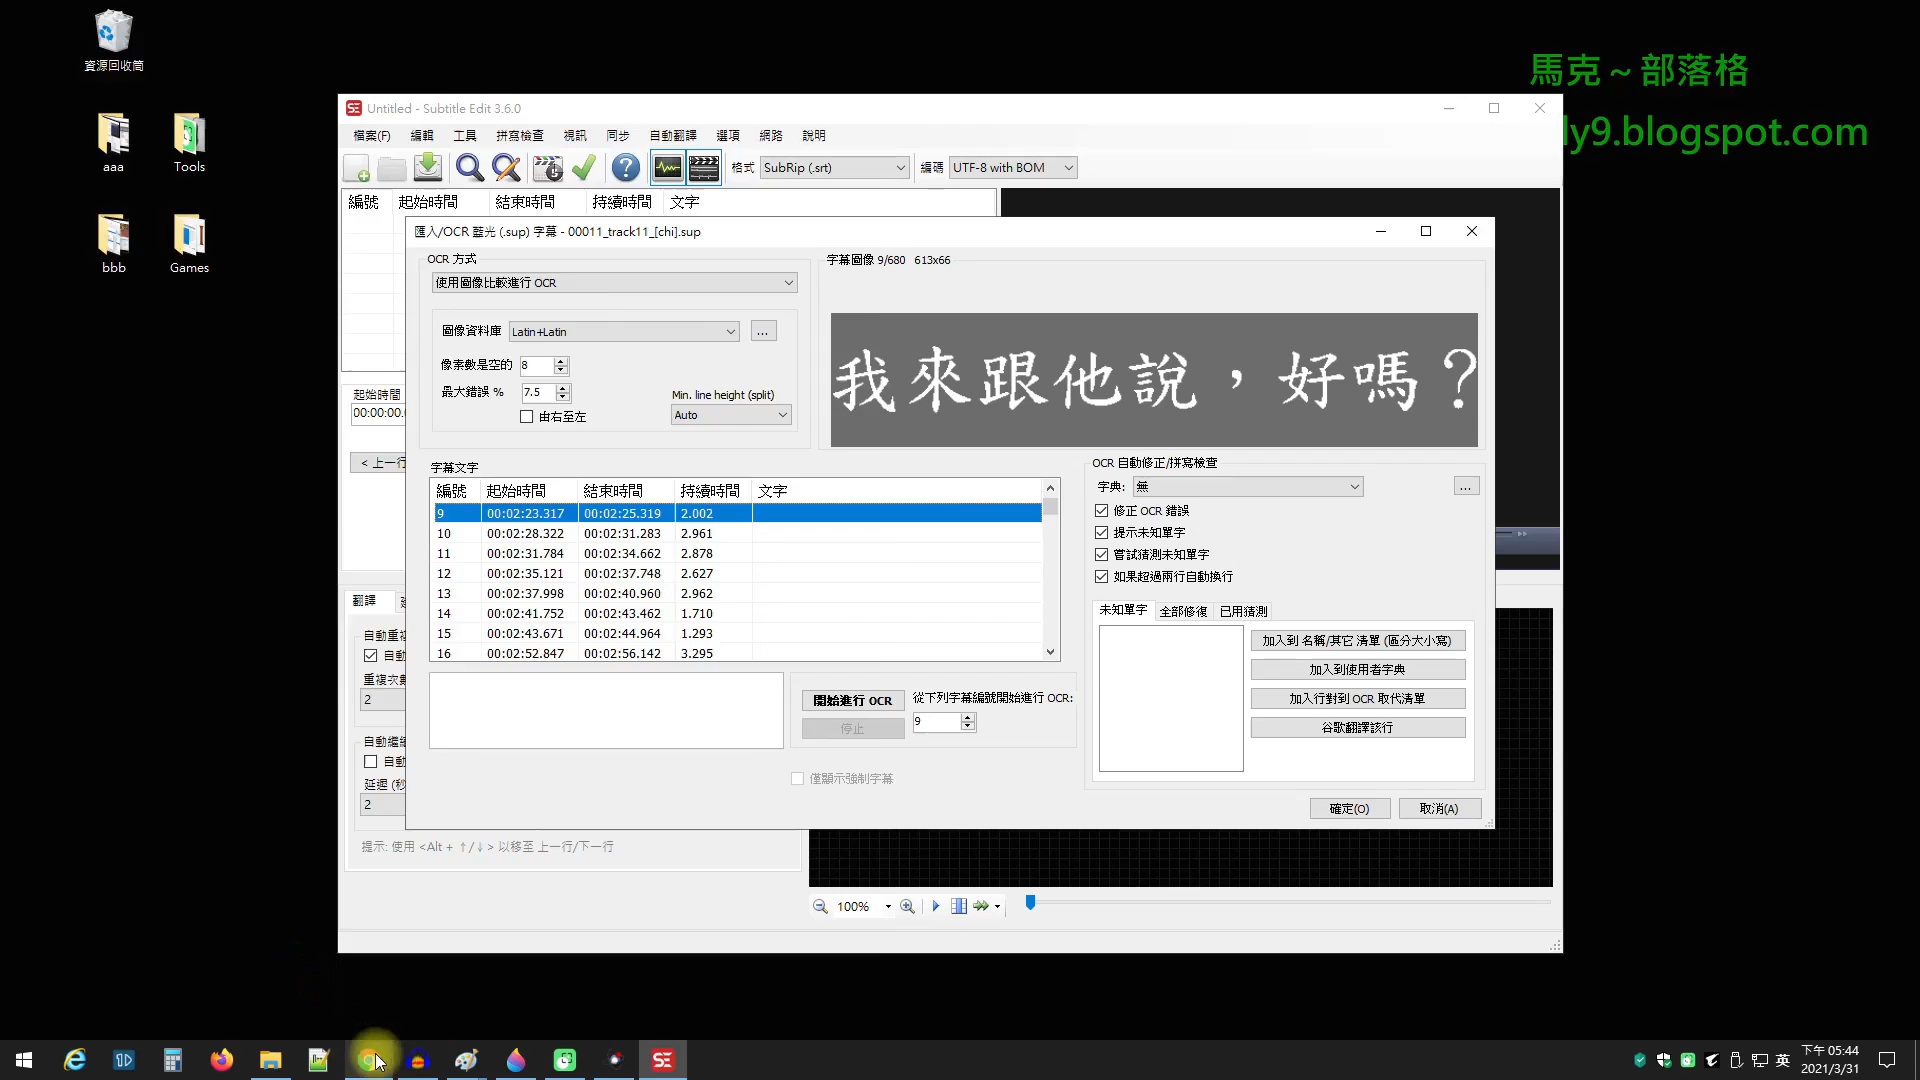 資源回收筒
aaa
Tools
bbb
Games
馬克～部落格
ly9.blogspot.com
Untitled - Subtitle Edit 3.6.0
檔案(F) 編輯 工具 拼寫檢查 視訊 同步 自動翻譯 選項 網路 說明
格式 SubRip (.srt) 編碼 UTF-8 with BOM
編號 起始時間 結束時間 持續時間 文字
匯入/OCR 藍光 (.sup) 字幕 - 00011_track11_[chi].sup
OCR 方式
使用圖像比較進行 OCR
圖像資料庫 Latin+Latin ...
像素數是空的 8
最大錯誤 % 7.5
由右至左
Min. line height (split)
Auto
字幕圖像 9/680 613x66
我來跟他說，好嗎？
起始時間
00:00:00.
< 上一行
字幕文字
編號 起始時間 結束時間 持續時間 文字
9 00:02:23.317 00:02:25.319 2.002
10 00:02:28.322 00:02:31.283 2.961
11 00:02:31.784 00:02:34.662 2.878
12 00:02:35.121 00:02:37.748 2.627
13 00:02:37.998 00:02:40.960 2.962
14 00:02:41.752 00:02:43.462 1.710
15 00:02:43.671 00:02:44.964 1.293
16 00:02:52.847 00:02:56.142 3.295
OCR 自動修正/拼寫檢查
字典: 無 ...
修正 OCR 錯誤
提示未知單字
嘗試猜測未知單字
如果超過兩行自動換行
未知單字 全部修復 已用猜測
加入到 名稱/其它 清單 (區分大小寫)
加入到使用者字典
加入行對到 OCR 取代清單
谷歌翻譯該行
開始進行 OCR
停止
從下列字幕編號開始進行 OCR:
9
僅顯示強制字幕
確定(O) 取消(A)
翻譯
自動重複
自動
重複次數
2
自動繼續
自動
延遲 (秒
2
提示: 使用 <Alt + ↑/↓> 以移至 上一行/下一行
100%
英
下午 05:44
2021/3/31